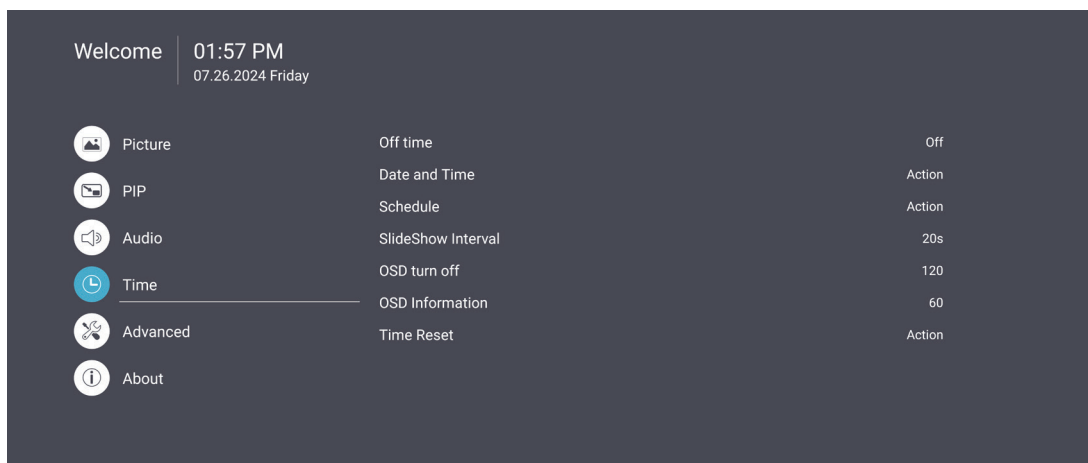 Welcome
01:57 PM
07.26.2024 Friday
Picture
PIP
Audio
Time
Advanced
About
Off time Off
Date and Time Action
Schedule Action
SlideShow Interval 20s
OSD turn off 120
OSD Information 60
Time Reset Action